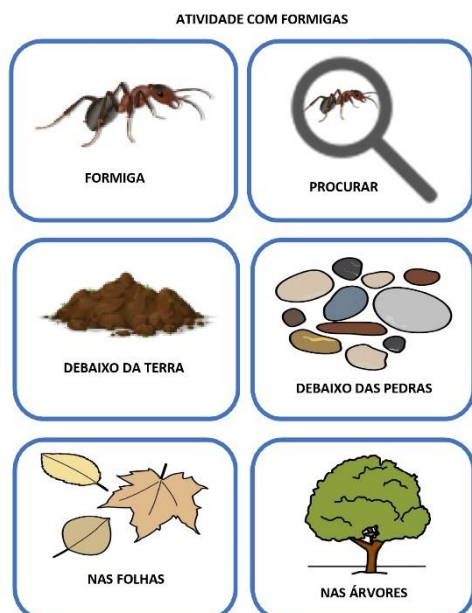 ATIVIDADE COM FORMIGAS
FORMIGA
PROCURAR
DEBAIXO DA TERRA
DEBAIXO DAS PEDRAS
NAS FOLHAS
NAS ÁRVORES